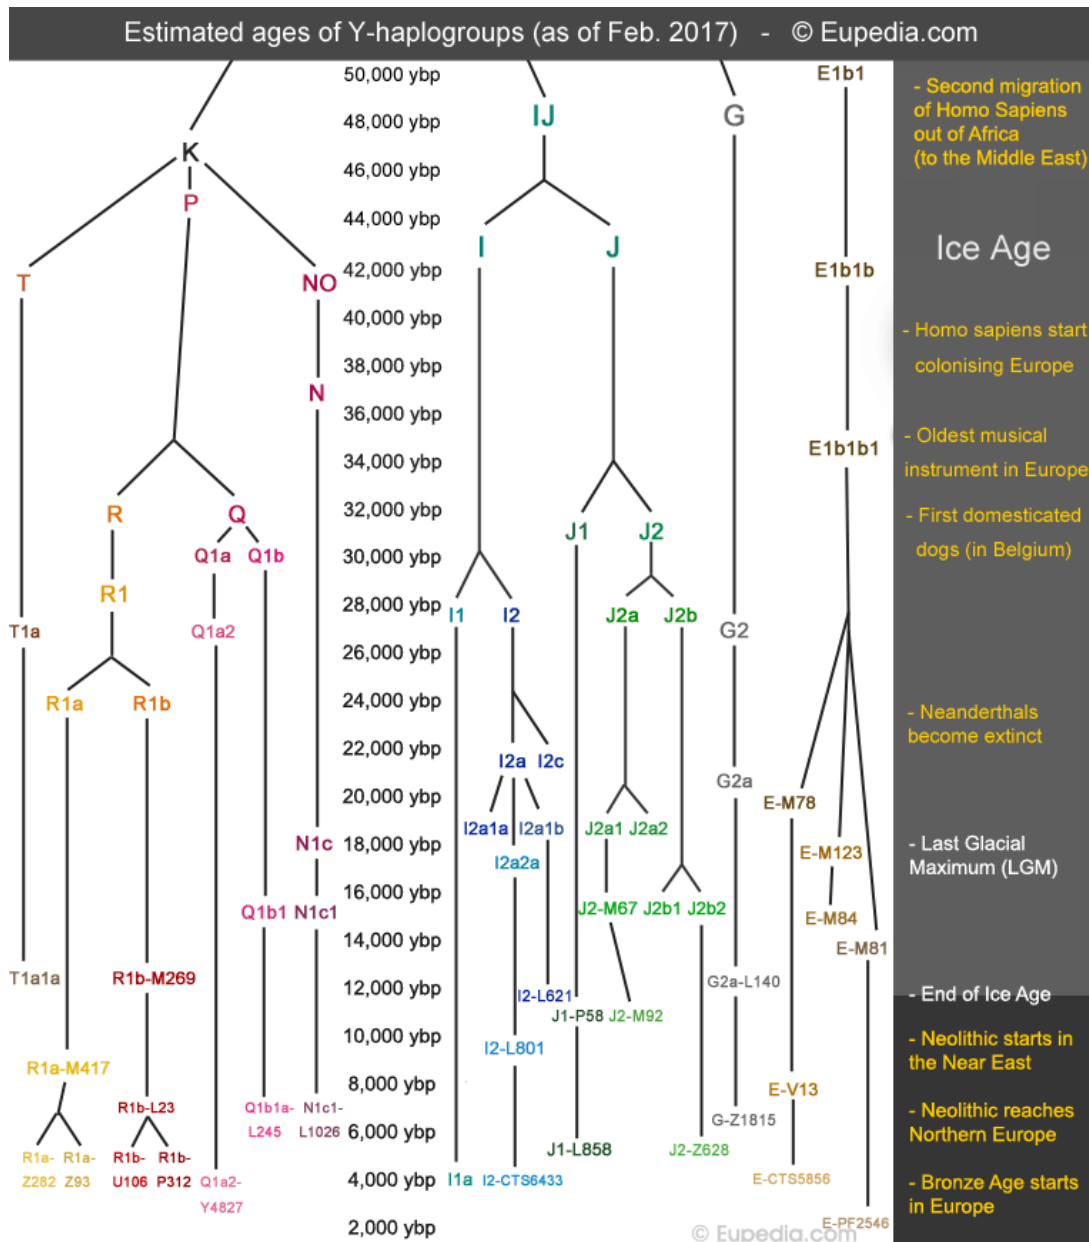 Estimated ages of Y-haplogroups (as of Feb. 2017) - © Eupedia.com
50,000 ybp
E1b1
- Second migration
of Homo Sapiens
out of Africa
(to the Middle East)
IJ
G
48,000 ybp
K
46,000 ybp
P
44,000 ybp
I
J
Ice Age
42,000 ybp
E1b1b
T
NO
40,000 ybp
- Homo sapiens start
colonising Europe
38,000 ybp
N
36,000 ybp
- Oldest musical
instrument in Europe
E1b1b1
34,000 ybp
32,000 ybp
R
Q
J1
J2
- First domesticated
dogs (in Belgium)
30,000 ybp
Q1a
Q1b
R1
28,000 ybp
I1
I2
J2a
J2b
T1a
Q1a2
G2
26,000 ybp
R1a
R1b
24,000 ybp
- Neanderthals
become extinct
22,000 ybp
I2a
I2c
G2a
20,000 ybp
E-M78
I2a1a
I2a1b
J2a1
J2a2
18,000 ybp
N1c
I2a2a
E-M123
- Last Glacial
Maximum (LGM)
16,000 ybp
Q1b1
N1c1
J2-M67
J2b1
J2b2
E-M84
14,000 ybp
E-M81
T1a1a
R1b-M269
G2a-L140
12,000 ybp
I2-L621
- End of Ice Age
J1-P58
J2-M92
10,000 ybp
I2-L801
- Neolithic starts in
the Near East
R1a-M417
8,000 ybp
E-V13
R1b-L23
Q1b1a-
L245
N1c1-
L1026
G-Z1815
- Neolithic reaches
Northern Europe
6,000 ybp
J1-L858
J2-Z628
R1a-
Z282
R1a-
Z93
R1b-
U106
R1b-
P312
Q1a2-
Y4827
4,000 ybp
I1a
I2-CTS6433
E-CTS5856
- Bronze Age starts
in Europe
2,000 ybp
E-PF2546
© Eupedia.com